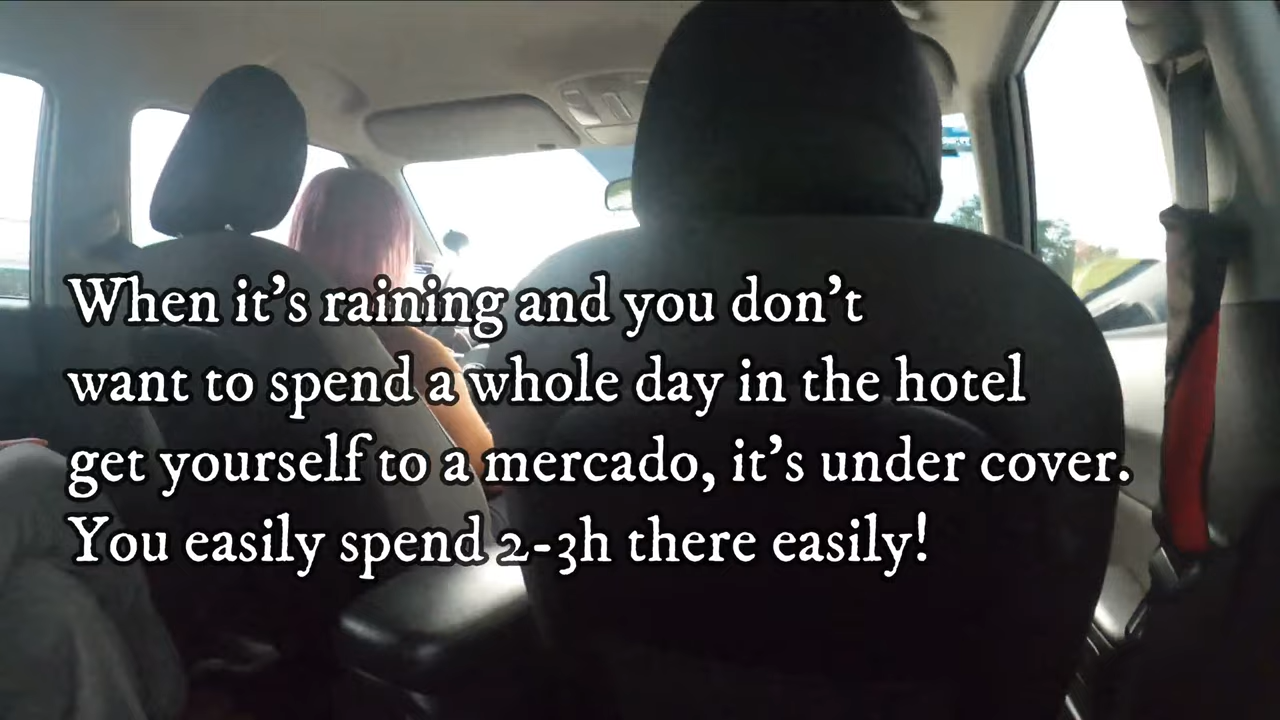 When it's raining and you don't
want to spend a whole day in the hotel
get yourself to a mercado, it's under cover.
You easily spend 2-3h there easily!